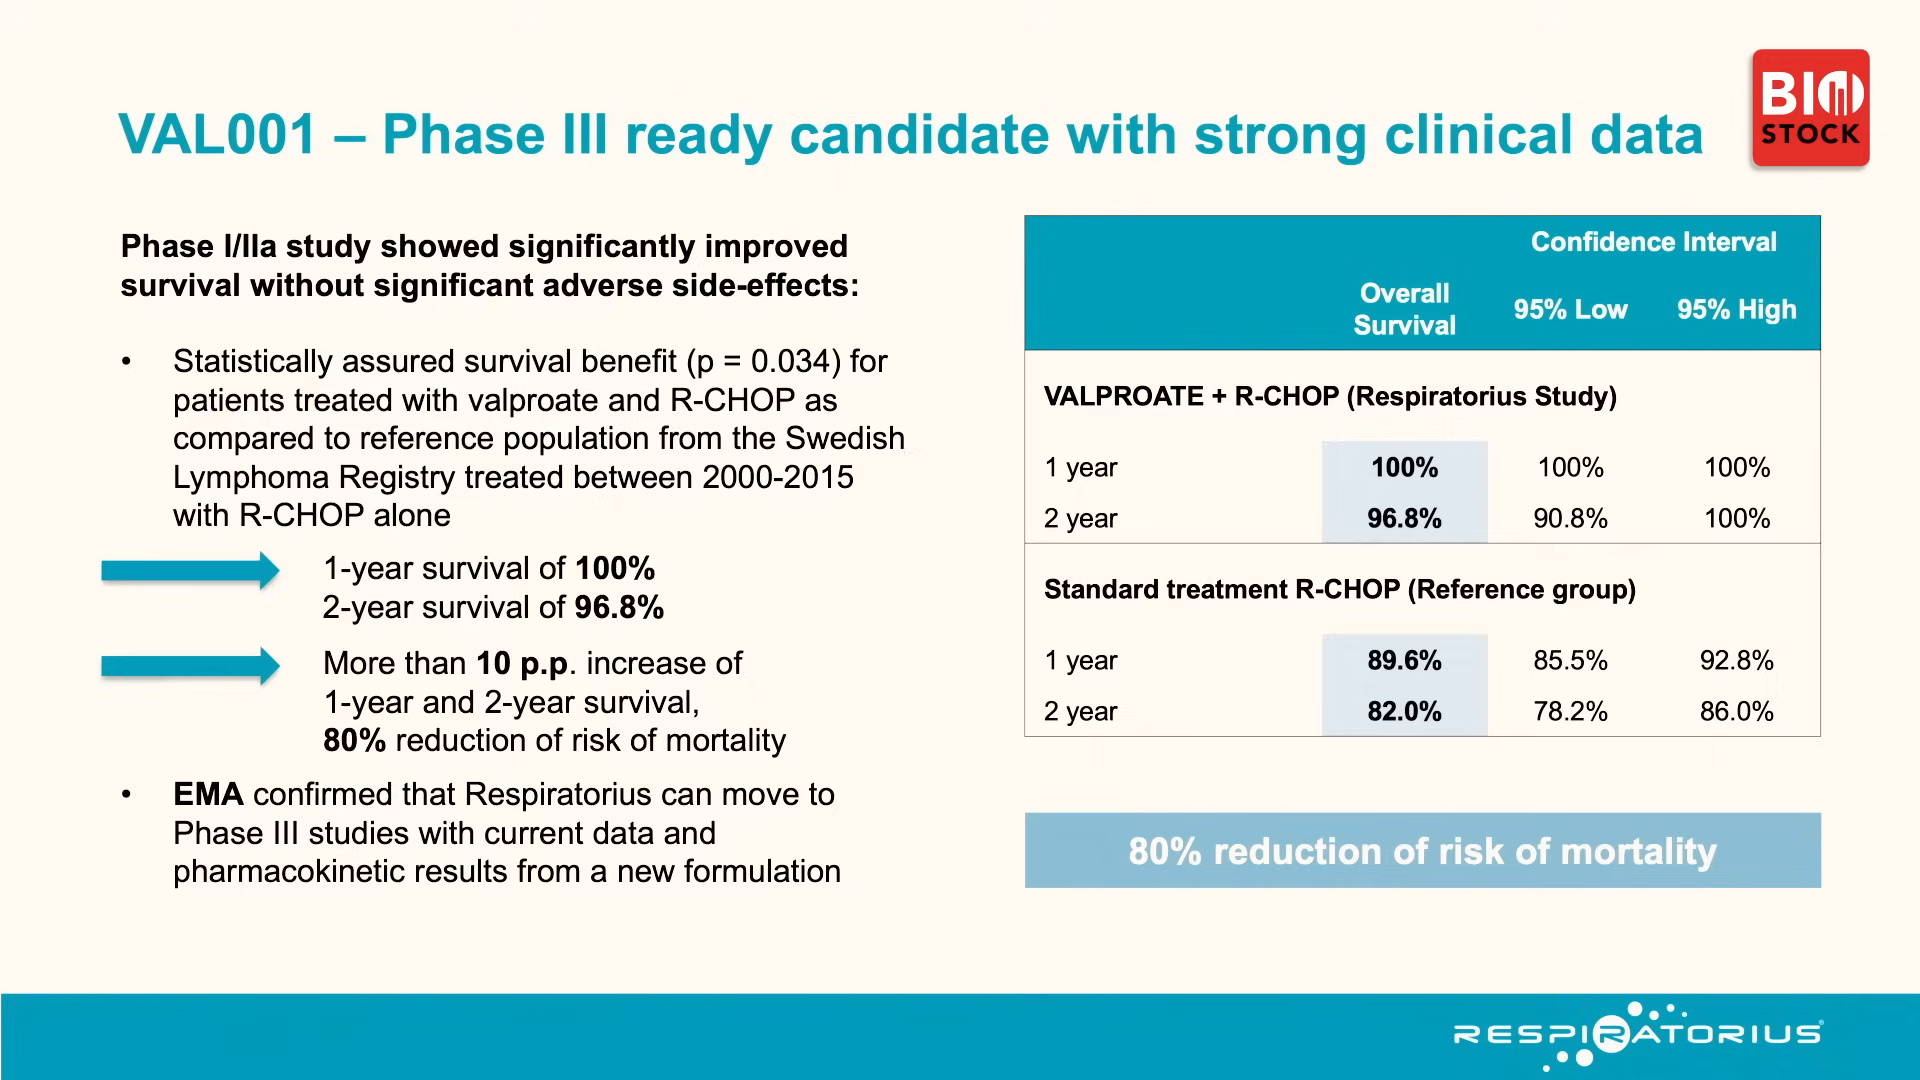 BIO
STOCK
VAL001 – Phase III ready candidate with strong clinical data
Phase I/IIa study showed significantly improved
survival without significant adverse side-effects:
• Statistically assured survival benefit (p = 0.034) for
patients treated with valproate and R-CHOP as
compared to reference population from the Swedish
Lymphoma Registry treated between 2000-2015
with R-CHOP alone
1-year survival of 100%
2-year survival of 96.8%
More than 10 p.p. increase of
1-year and 2-year survival,
80% reduction of risk of mortality
• EMA confirmed that Respiratorius can move to
Phase III studies with current data and
pharmacokinetic results from a new formulation
Confidence Interval
Overall
Survival
95% Low 95% High
VALPROATE + R-CHOP (Respiratorius Study)
1 year 100% 100% 100%
2 year 96.8% 90.8% 100%
Standard treatment R-CHOP (Reference group)
1 year 89.6% 85.5% 92.8%
2 year 82.0% 78.2% 86.0%
80% reduction of risk of mortality
RESPIRATORIUS